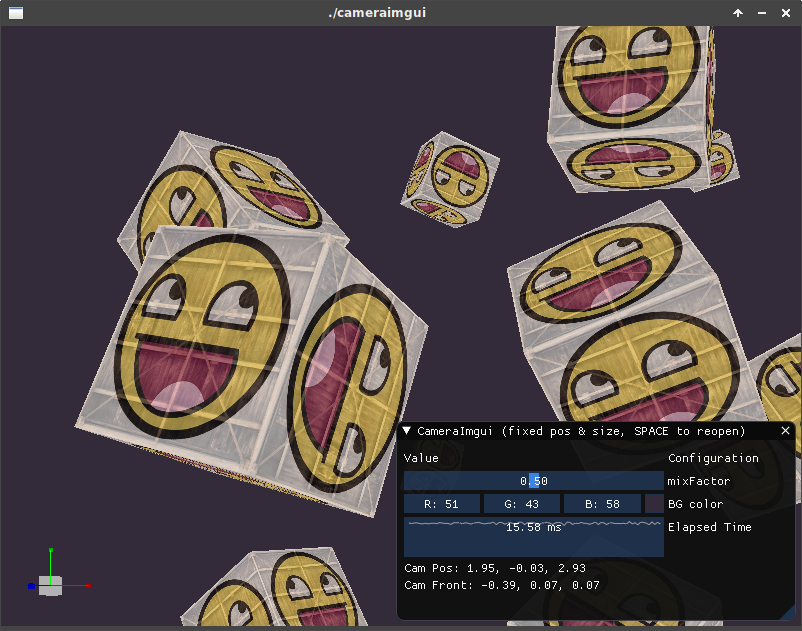 ./cameraimgui
CameraImgui (fixed pos & size, SPACE to reopen)
Value Configuration
0.50 mixFactor
R: 51 G: 43 B: 58 BG color
15.58 ms Elapsed Time
Cam Pos: 1.95, -0.03, 2.93
Cam Front: -0.39, 0.07, 0.07